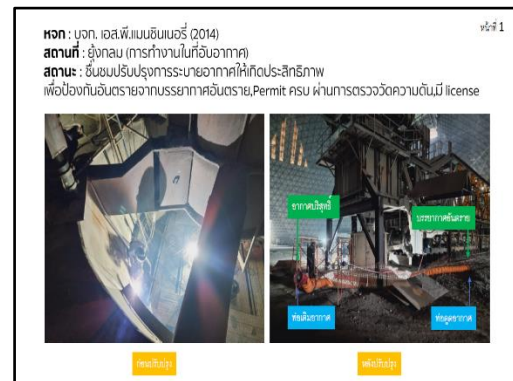 หน้าที่ 1
หจก : บจก. เอส.พี.แมนชินเนอรี่ (2014)
สถานที่ : ยุ้งกลม (การทำงานในที่อับอากาศ)
สถานะ : ชื่นชมปรับปรุงการระบายอากาศให้เกิดประสิทธิภาพ
เพื่อป้องกันอันตรายจากบรรยากาศอันตราย,Permit ครบ ผ่านการตรวจวัดความดัน,มี license
อากาศบริสุทธิ์
บรรยากาศอันตราย
ท่อเติมอากาศ
ท่อดูดอากาศ
ก่อนปรับปรุง
หลังปรับปรุง